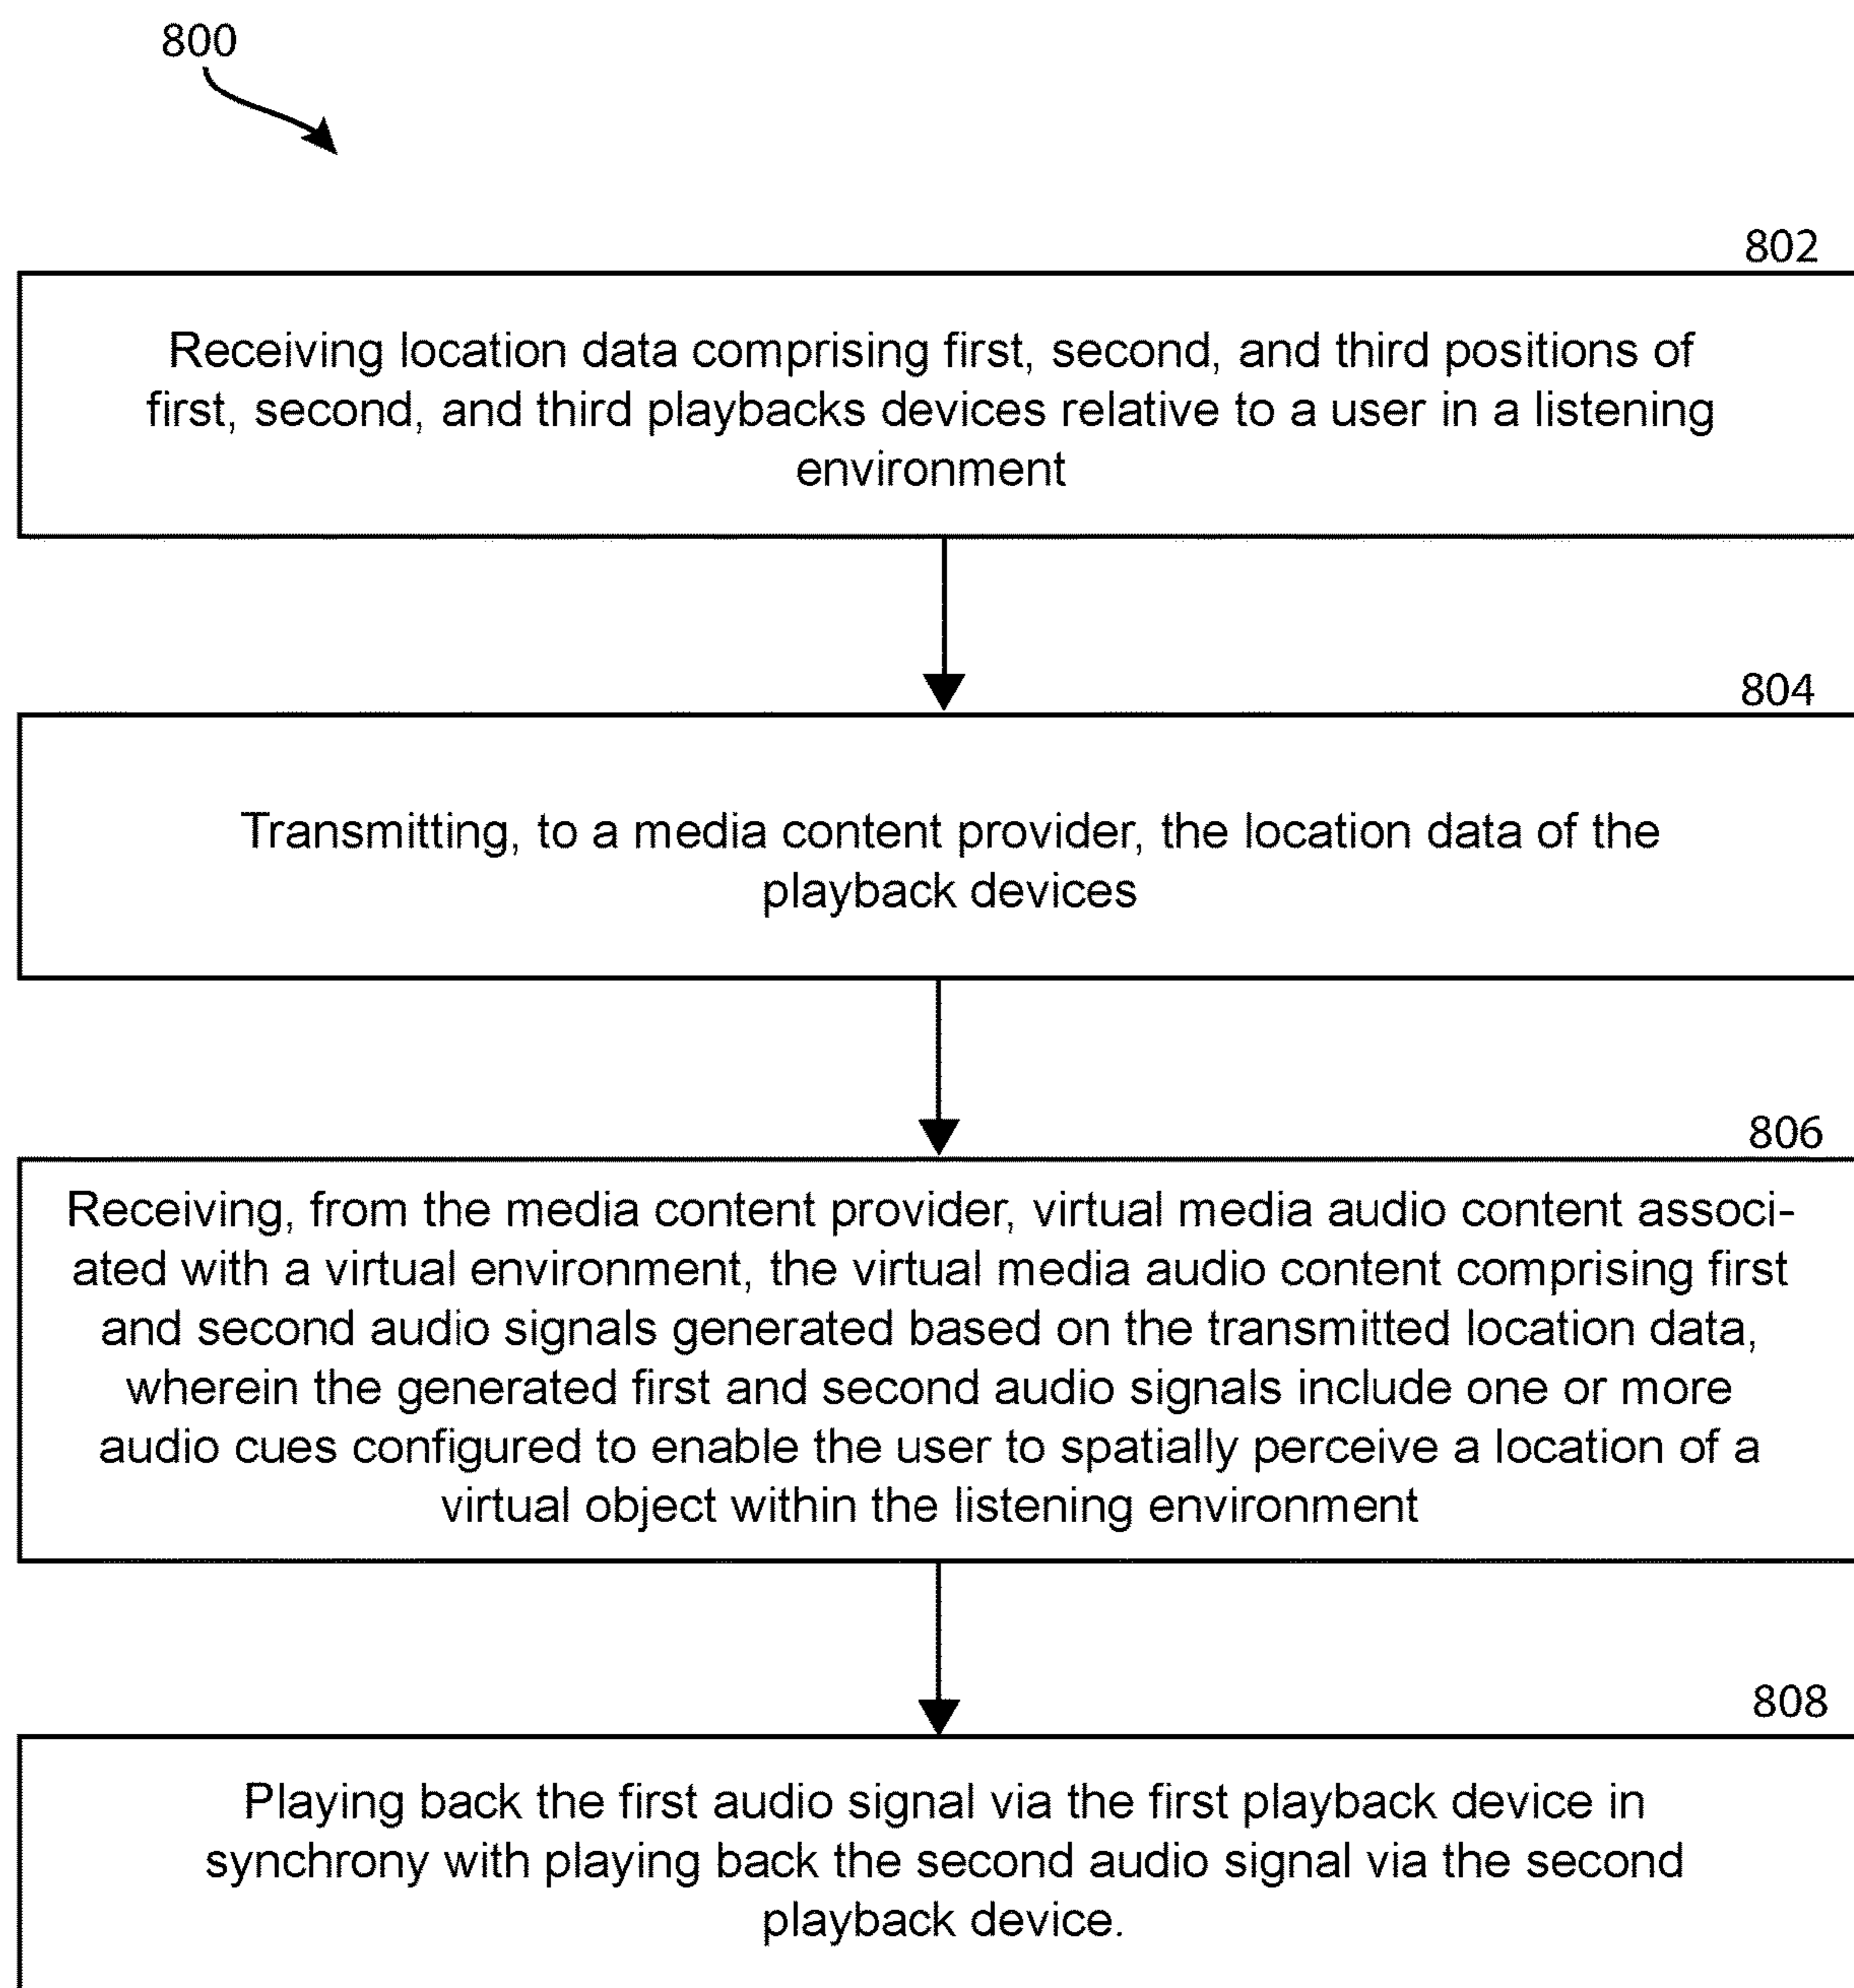 800
802
Receiving location data comprising first, second, and third positions of
first, second, and third playbacks devices relative to a user in a listening
environment
804
Transmitting, to a media content provider, the location data of the
playback devices
806
Receiving, from the media content provider, virtual media audio content associ-
ated with a virtual environment, the virtual media audio content comprising first
and second audio signals generated based on the transmitted location data,
wherein the generated first and second audio signals include one or more
audio cues configured to enable the user to spatially perceive a location of a
virtual object within the listening environment
808
Playing back the first audio signal via the first playback device in
synchrony with playing back the second audio signal via the second
playback device.